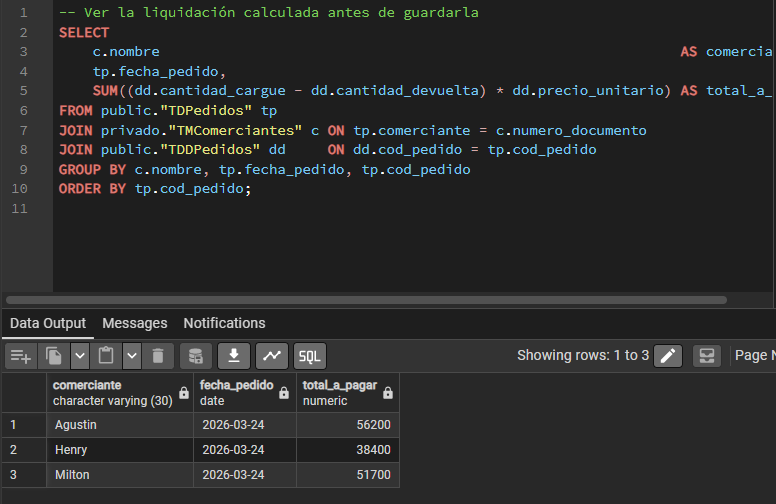 1 -- Ver la liquidación calculada antes de guardarla
2 SELECT
3 c.nombre AS comercia
4 tp.fecha_pedido,
5 SUM((dd.cantidad_cargue - dd.cantidad_devuelta) * dd.precio_unitario) AS total_a_
6 FROM public."TDPedidos" tp
7 JOIN privado."TMComerciantes" c ON tp.comerciante = c.numero_documento
8 JOIN public."TDDPedidos" dd ON dd.cod_pedido = tp.cod_pedido
9 GROUP BY c.nombre, tp.fecha_pedido, tp.cod_pedido
10 ORDER BY tp.cod_pedido;
11
Data Output Messages Notifications
SQL Showing rows: 1 to 3 Page
comerciante fecha_pedido total_a_pagar
character varying (30) date numeric
1 Agustin 2026-03-24 56200
2 Henry 2026-03-24 38400
3 Milton 2026-03-24 51700